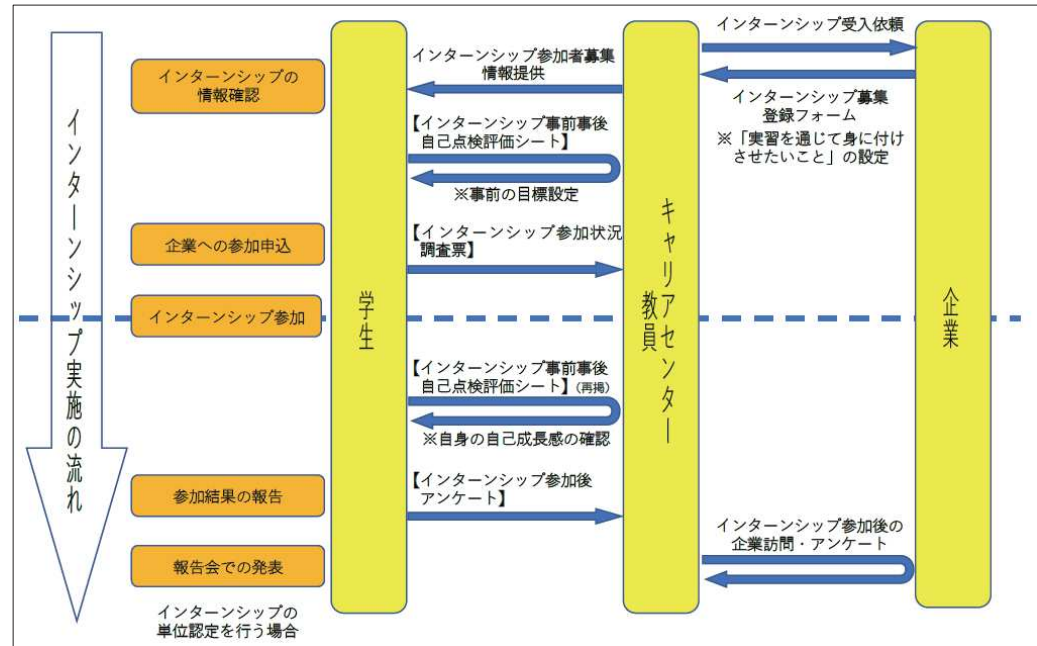 インターンシップ実施の流れ
インターンシップの
情報確認
企業への参加申込
インターンシップ参加
参加結果の報告
報告会での発表
インターンシップの
単位認定を行う場合
学生
インターンシップ参加者募集
情報提供
【インターンシップ事前事後
自己点検評価シート】
※事前の目標設定
【インターンシップ参加状況
調査票】
【インターンシップ事前事後
自己点検評価シート】（再掲）
※自身の自己成長感の確認
【インターンシップ参加後
アンケート】
キャリアセンター
教員
インターンシップ受入依頼
インターンシップ募集
登録フォーム
※「実習を通じて身に付け
させたいこと」の設定
インターンシップ参加後の
企業訪問・アンケート
企業